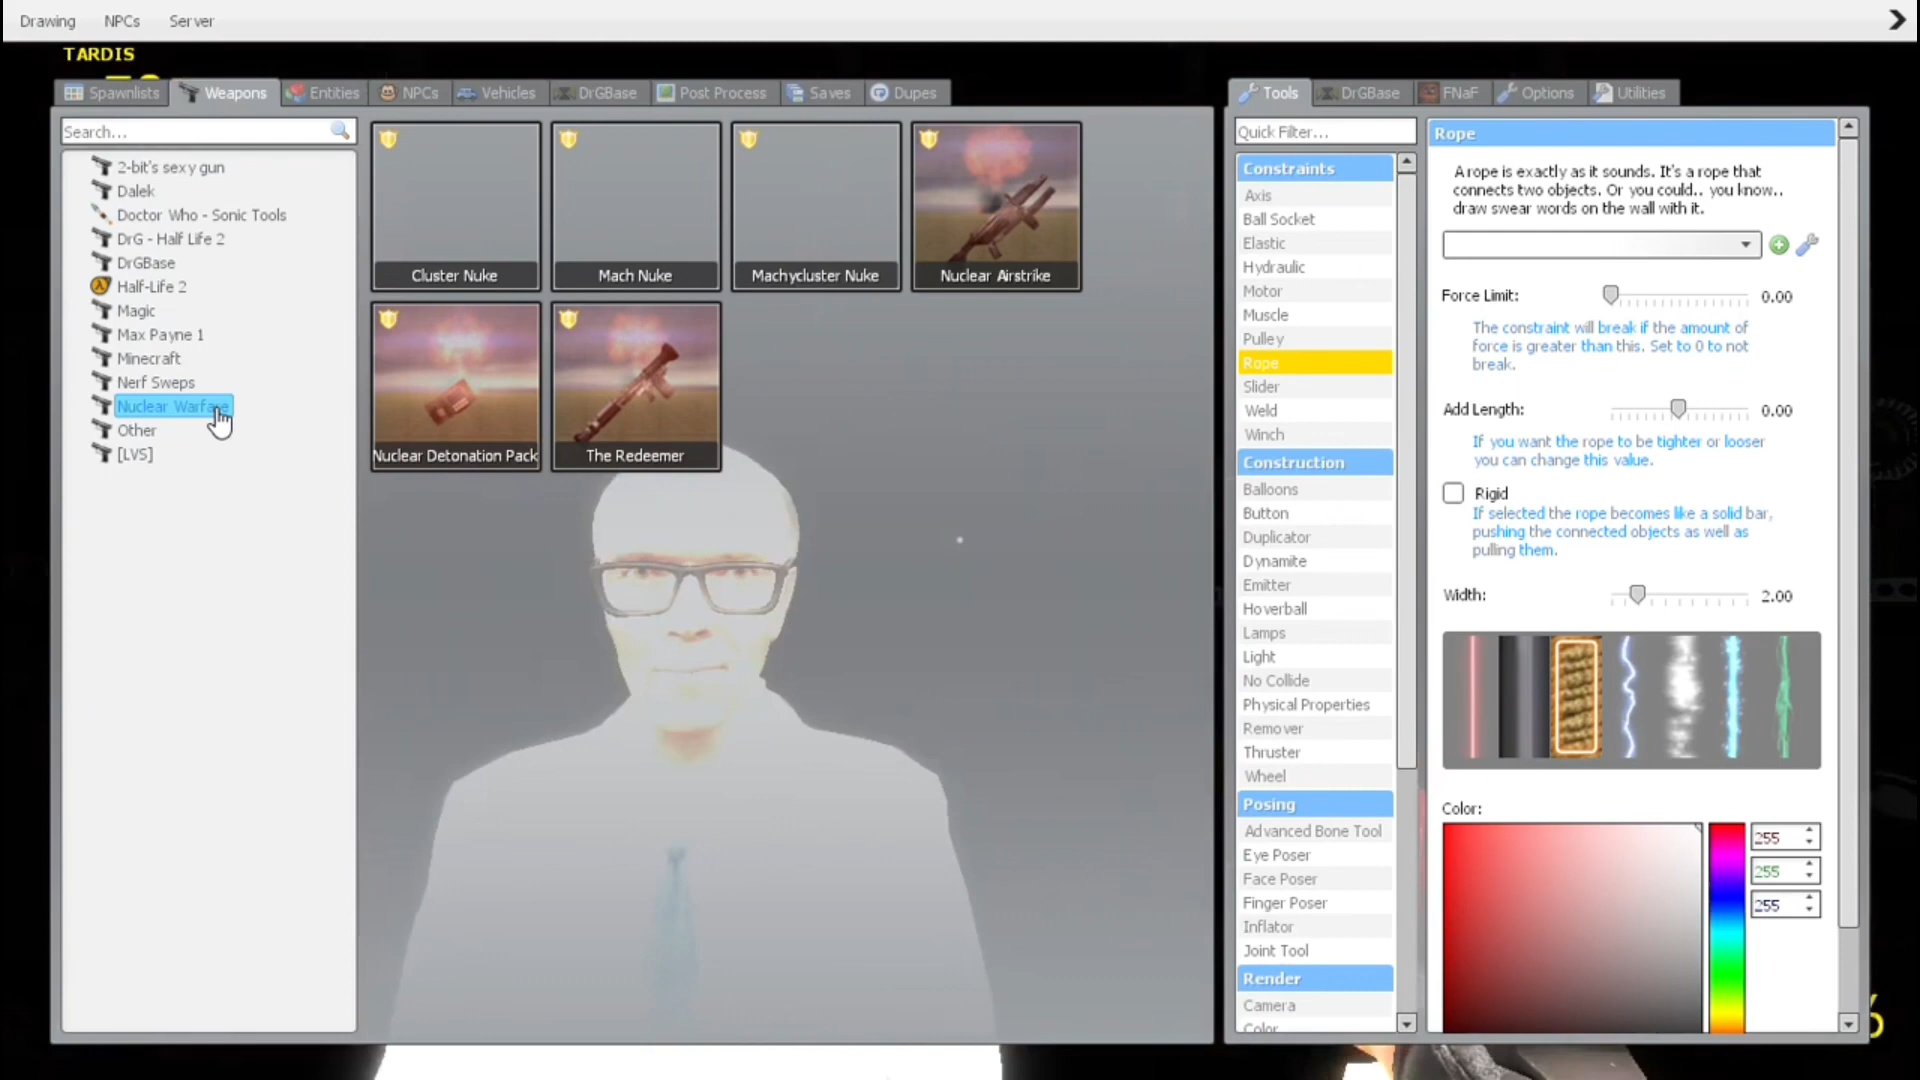 Drawing NPCs Server
TARDIS
Spawnlists Weapons Entities NPCs Vehicles DrGBase Post Process Saves Dupes
Search...
2-bit's sexy gun
Dalek
Doctor Who - Sonic Tools
DrG - Half Life 2
DrGBase
Half-Life 2
Magic
Max Payne 1
Minecraft
Nerf Sweps
Nuclear Warfare
Other
[LVS]
Cluster Nuke
Mach Nuke
Machycluster Nuke
Nuclear Airstrike
Nuclear Detonation Pack
The Redeemer
Tools DrGBase FNaF Options Utilities
Quick Filter...
Constraints
Axis
Ball Socket
Elastic
Hydraulic
Motor
Muscle
Pulley
Rope
Slider
Weld
Winch
Construction
Balloons
Button
Duplicator
Dynamite
Emitter
Hoverball
Lamps
Light
No Collide
Physical Properties
Remover
Thruster
Wheel
Posing
Advanced Bone Tool
Eye Poser
Face Poser
Finger Poser
Inflator
Joint Tool
Render
Camera
Color
Rope
A rope is exactly as it sounds. It's a rope that
connects two objects. Or you could.. you know..
draw swear words on the wall with it.
Force Limit: 0.00
The constraint will break if the amount of
force is greater than this. Set to 0 to not
break.
Add Length: 0.00
If you want the rope to be tighter or looser
you can change this value.
Rigid
If selected the rope becomes like a solid bar,
pushing the connected objects as well as
pulling them.
Width: 2.00
Color:
255
255
255